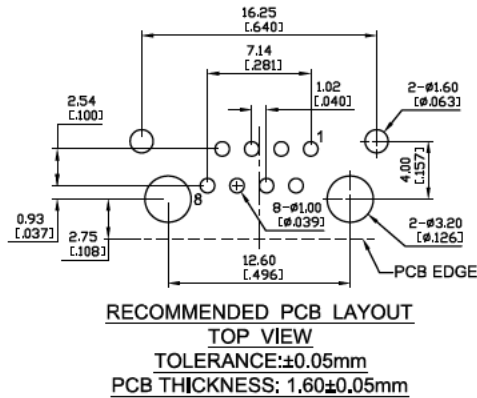 16.25
[.640]
7.14
[.281]
1.02
[.040]
2.54
[.100]
2-ø1.60
[ø.063]
1
4.00
[.157]
8
8-ø1.00
[ø.039]
0.93
[.037]
2.75
[.108]
2-ø3.20
[ø.126]
12.60
[.496]
PCB EDGE
RECOMMENDED PCB LAYOUT
TOP VIEW
TOLERANCE:±0.05mm
PCB THICKNESS: 1.60±0.05mm